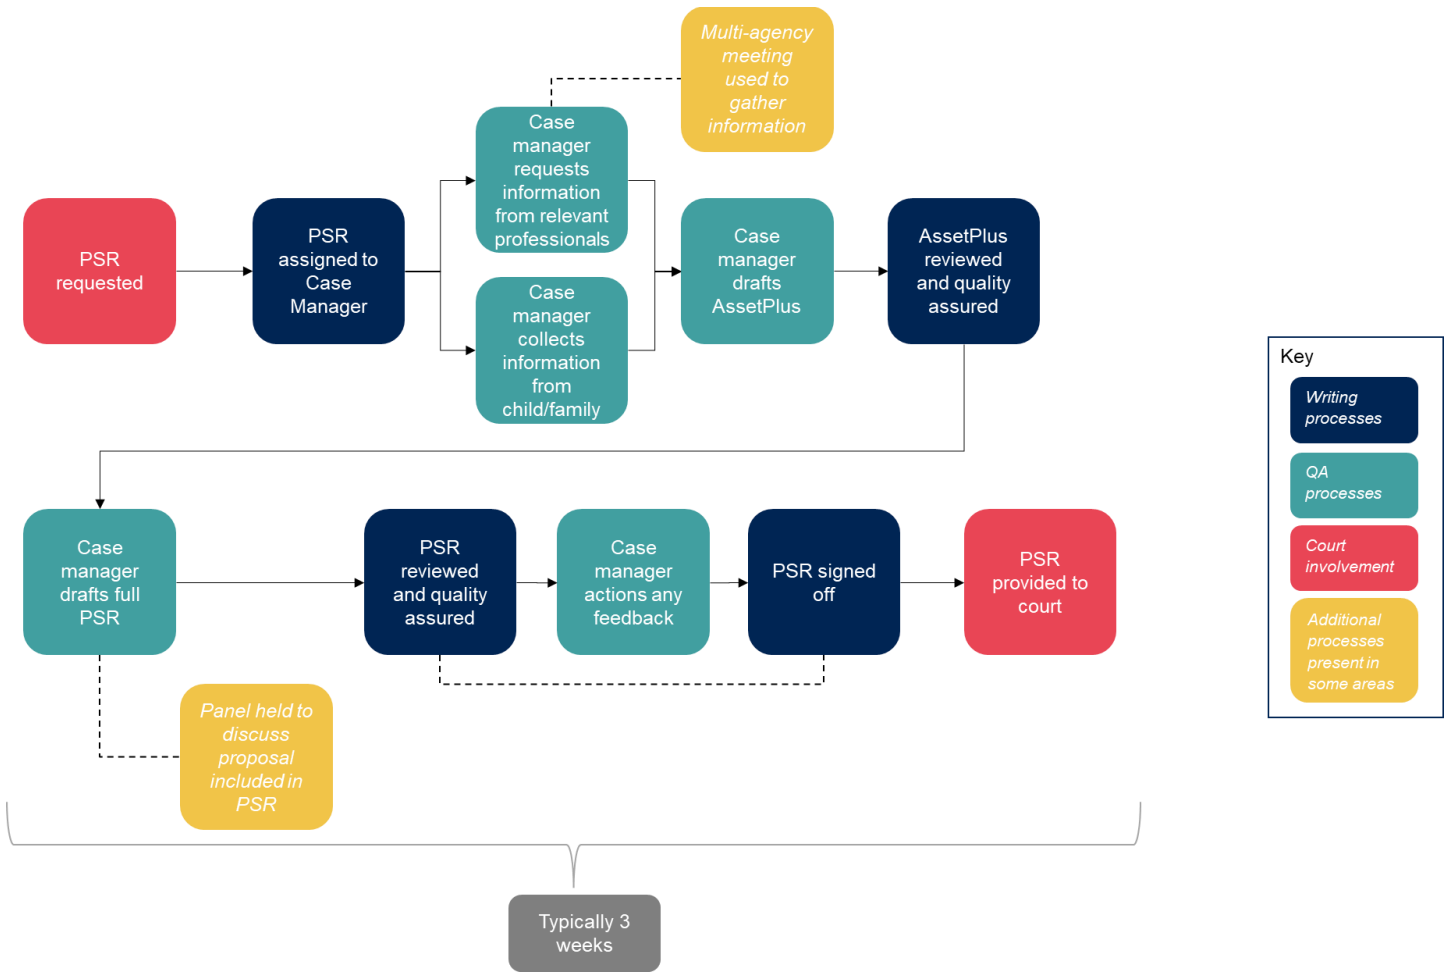 Multi-agency
meeting
used to
gather
information
Case
manager
requests
information
from relevant
professionals
PSR
requested
PSR
assigned to
Case
Manager
Case
manager
collects
information
from
child/family
Case
manager
drafts
AssetPlus
AssetPlus
reviewed
and quality
assured
Case
manager
drafts full
PSR
PSR
reviewed
and quality
assured
Case
manager
actions any
feedback
PSR signed
off
PSR
provided to
court
Panel held to
discuss
proposal
included in
PSR
Typically 3
weeks
Key
Writing
processes
QA
processes
Court
involvement
Additional
processes
present in
some areas